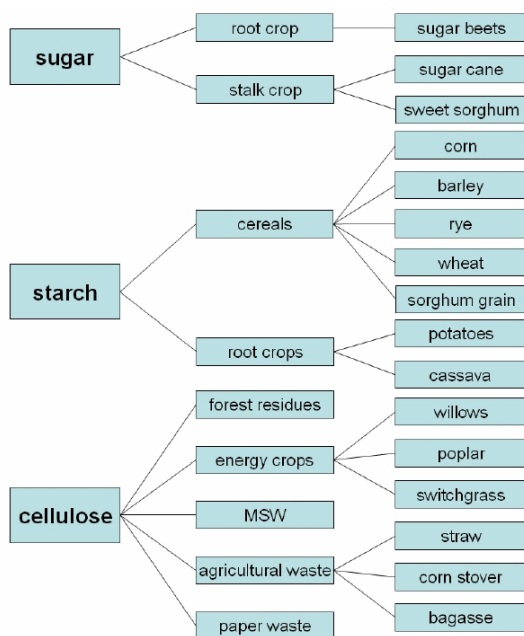 sugar
root crop
sugar beets
stalk crop
sugar cane
sweet sorghum
starch
cereals
corn
barley
rye
wheat
sorghum grain
root crops
potatoes
cassava
cellulose
forest residues
energy crops
willows
poplar
switchgrass
MSW
agricultural waste
straw
corn stover
bagasse
paper waste